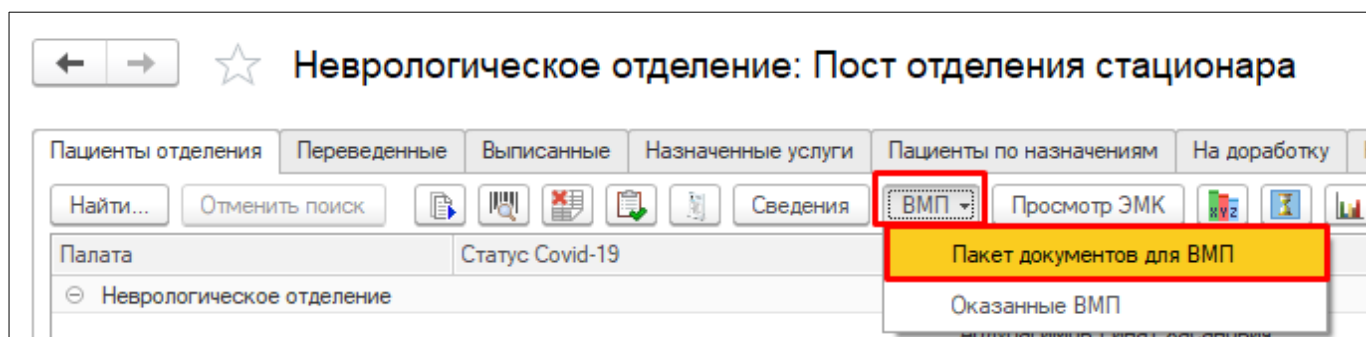 Неврологическое отделение: Пост отделения стационара
Пациенты отделения Переведенные Выписанные Назначенные услуги Пациенты по назначениям На доработку
Найти... Отменить поиск Сведения ВМП Просмотр ЭМК
Палата Статус Covid-19
Пакет документов для ВМП
Неврологическое отделение
Оказанные ВМП